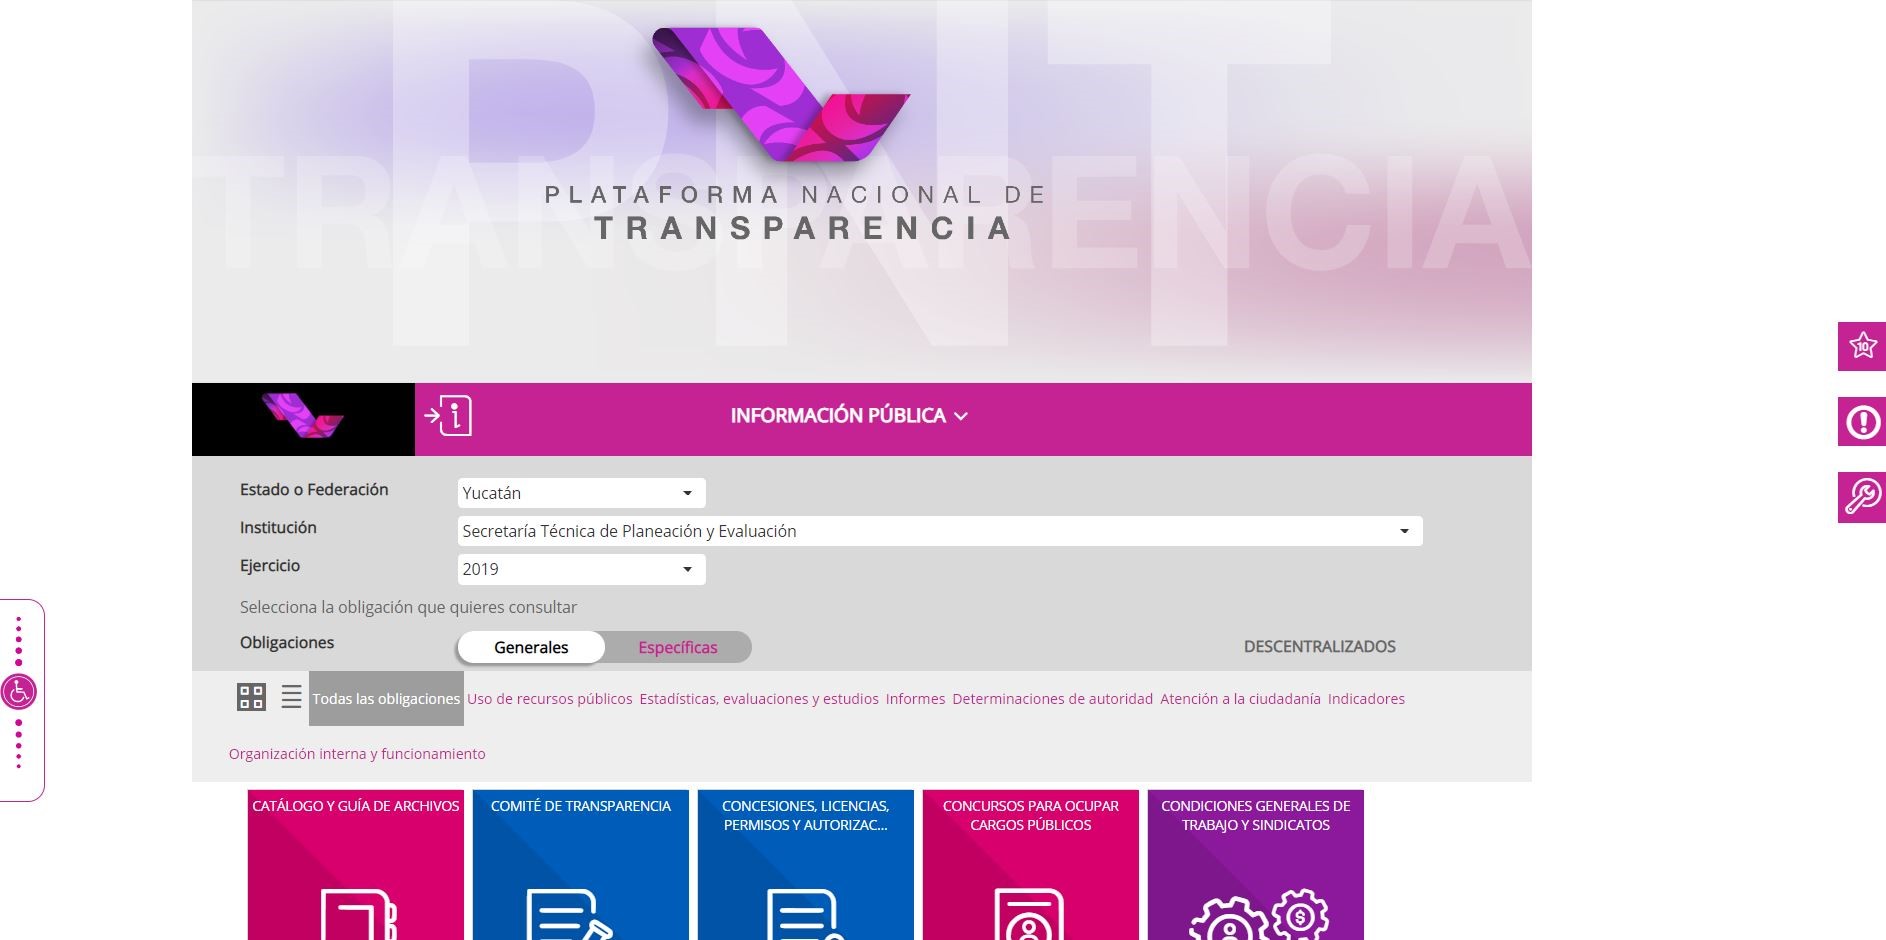 PNT
TRANSPARENCIA
PLATAFORMA NACIONAL DE
TRANSPARENCIA
INFORMACIÓN PÚBLICA
10
Estado o Federación
Yucatán
Institución
Secretaría Técnica de Planeación y Evaluación
Ejercicio
2019
Selecciona la obligación que quieres consultar
Obligaciones
Generales
Específicas
DESCENTRALIZADOS
Todas las obligaciones Uso de recursos públicos Estadísticas, evaluaciones y estudios Informes Determinaciones de autoridad Atención a la ciudadanía Indicadores
Organización interna y funcionamiento
CATÁLOGO Y GUÍA DE ARCHIVOS
COMITÉ DE TRANSPARENCIA
CONCESIONES, LICENCIAS,
PERMISOS Y AUTORIZAC...
CONCURSOS PARA OCUPAR
CARGOS PÚBLICOS
CONDICIONES GENERALES DE
TRABAJO Y SINDICATOS